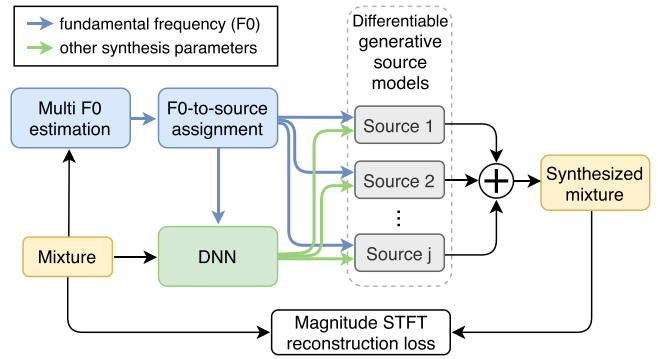 fundamental frequency (F0)
other synthesis parameters
Differentiable
generative
source
models
Multi F0
estimation
F0-to-source
assignment
Source 1
Source 2
⋮
Source j
+
Synthesized
mixture
Mixture
DNN
Magnitude STFT
reconstruction loss